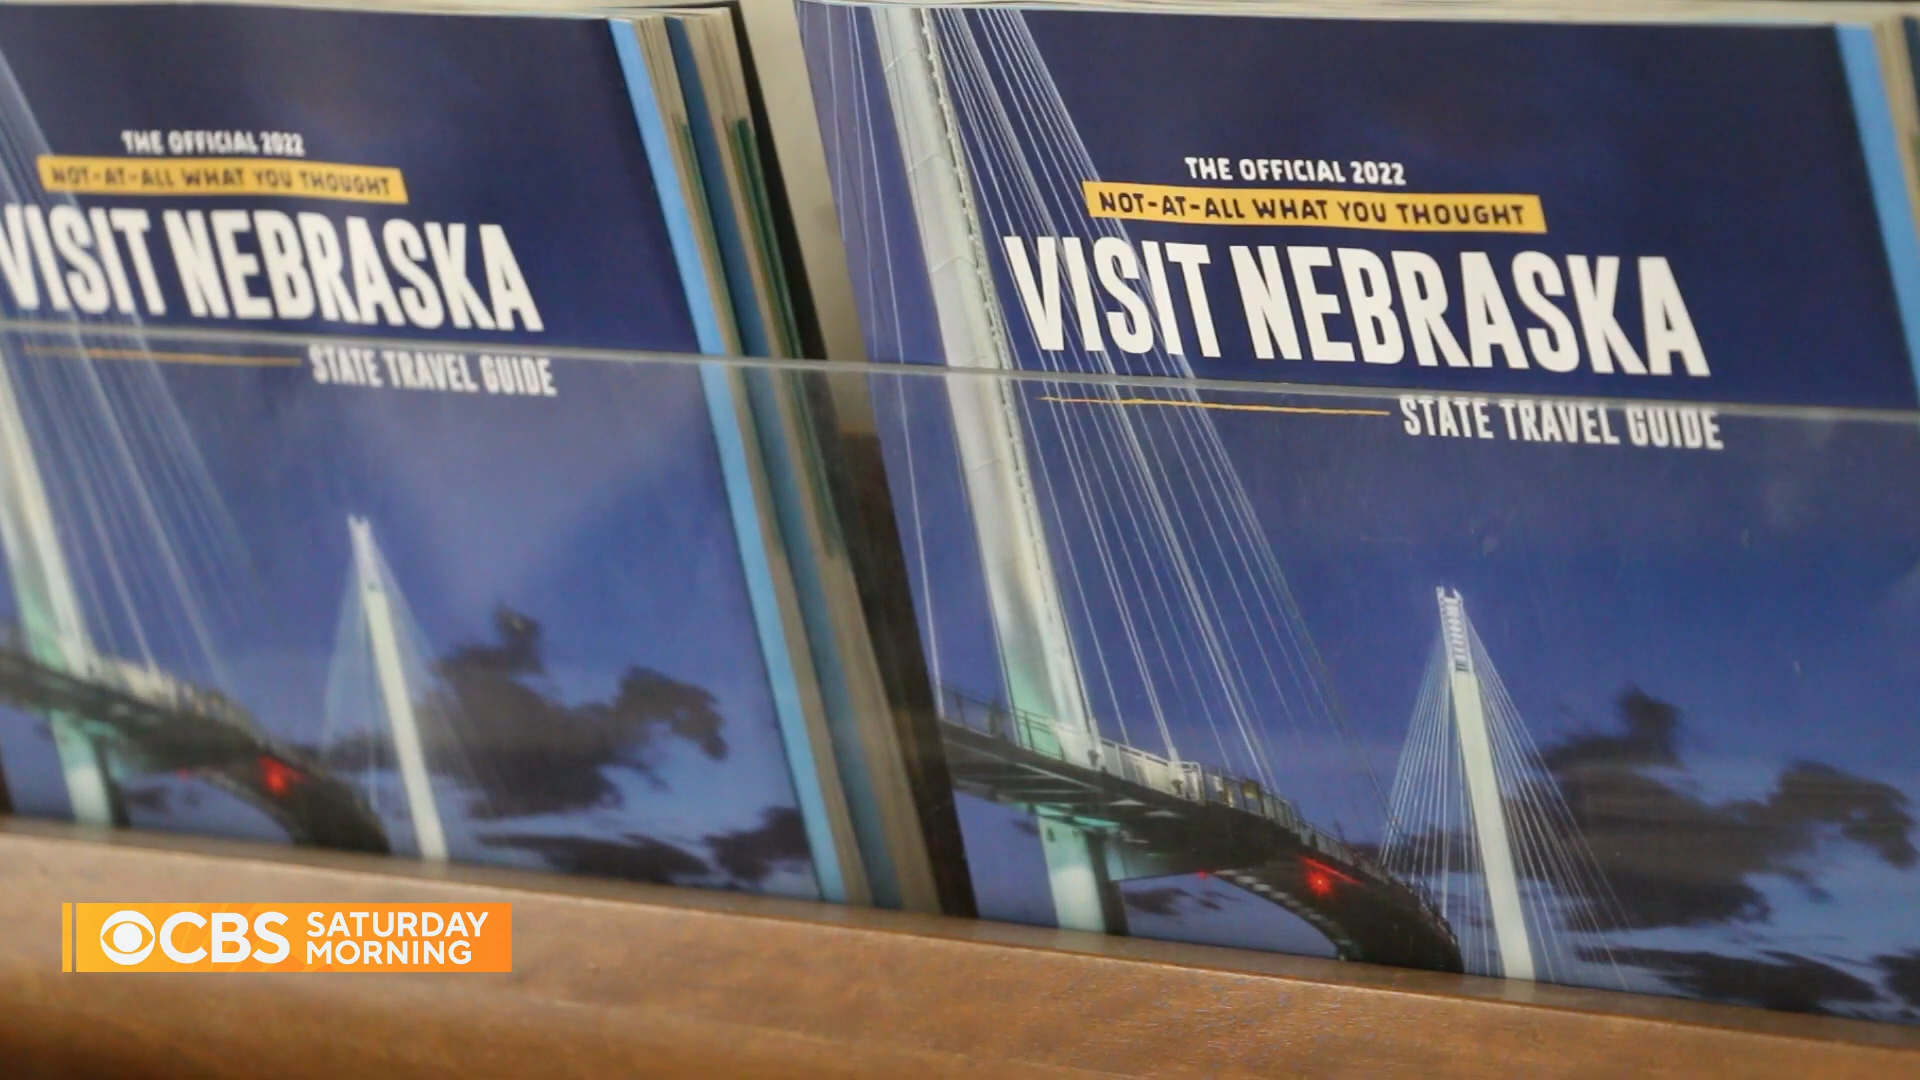 THE OFFICIAL 2022
NOT-AT-ALL WHAT YOU THOUGHT
VISIT NEBRASKA
STATE TRAVEL GUIDE
THE OFFICIAL 2022
NOT-AT-ALL WHAT YOU THOUGHT
VISIT NEBRASKA
STATE TRAVEL GUIDE
CBS SATURDAY
MORNING